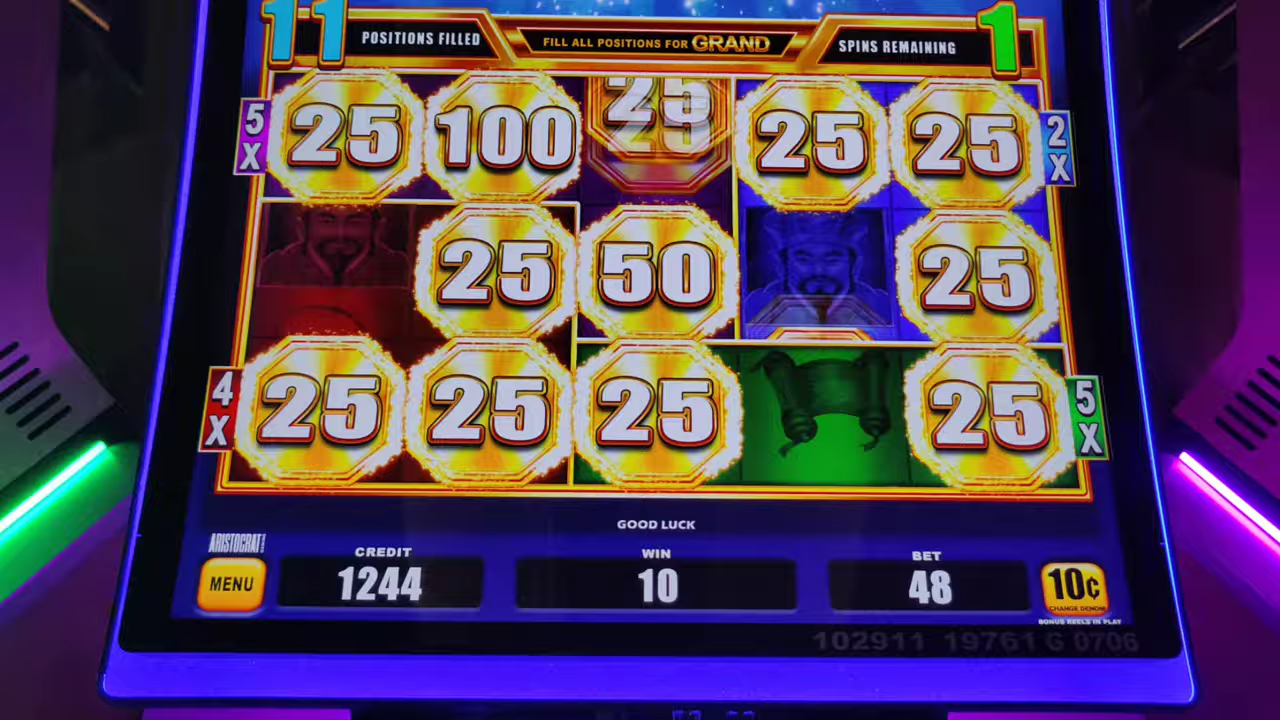 11 POSITIONS FILLED FILL ALL POSITIONS FOR GRAND SPINS REMAINING 1
5X 25 100 25 25 25 2X
25 50 25
4X 25 25 25 25 5X
GOOD LUCK
ARISTOCRAT
CREDIT WIN BET
MENU 1244 10 48 10¢
CHANGE DENOM
BONUS REELS IN PLAY
102911 19761 G 0706